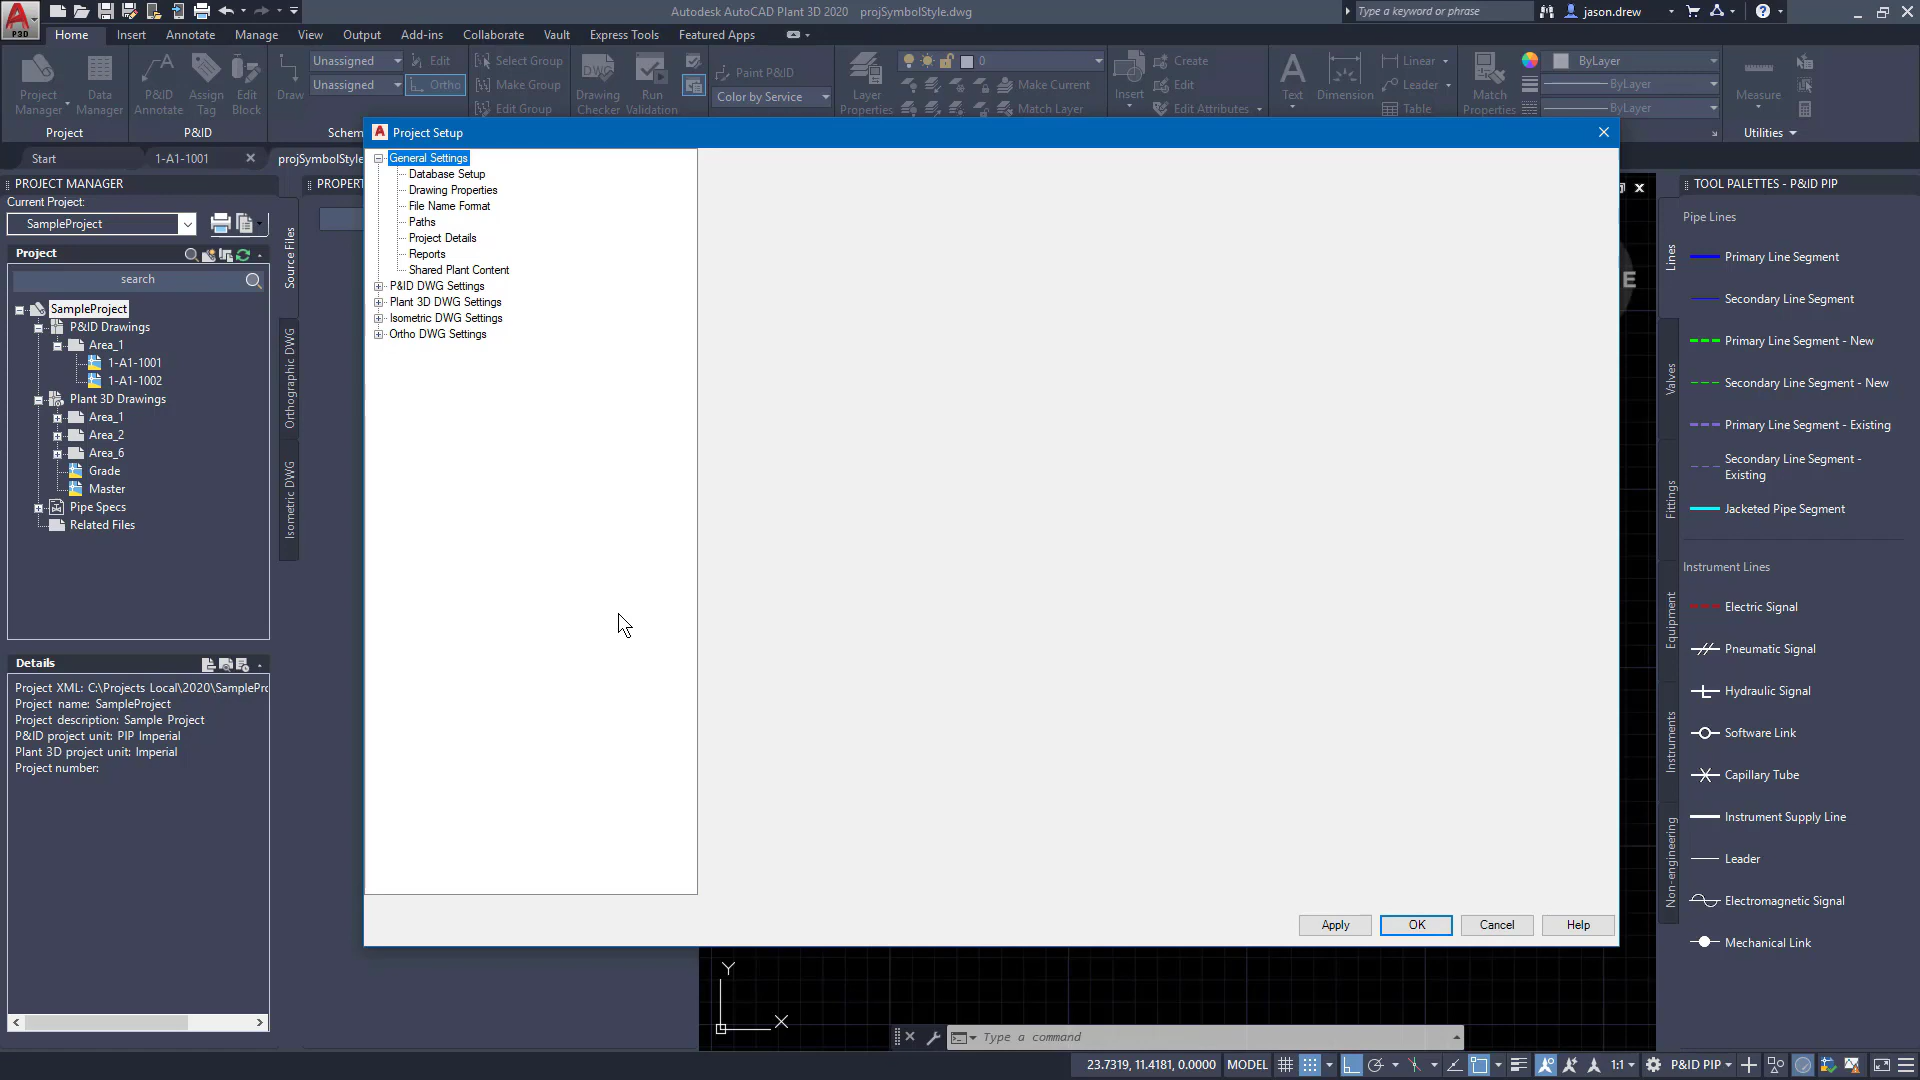 Autodesk AutoCAD Plant 3D 2020 projSymbolStyle.dwg
Type a keyword or phrase
jason.drew
P3D
Home Insert Annotate Manage View Output Add-ins Collaborate Vault Express Tools Featured Apps
Project Manager
Data Manager
Project
P&ID Annotate
Assign Tag
Edit Block
P&ID
Draw
Unassigned
Unassigned
Edit
Ortho
Schem
Select Group
Make Group
Edit Group
Drawing Checker
Run Validation
Paint P&ID
Color by Service
Layer Properties
0
Make Current
Match Layer
Insert
Create
Edit
Edit Attributes
Text
Dimension
Linear
Leader
Table
Match Properties
ByLayer
ByLayer
ByLayer
Measure
Utilities
Start
1-A1-1001
projSymbolStyle
PROJECT MANAGER
Current Project:
SampleProject
Project
search
SampleProject
P&ID Drawings
Area_1
1-A1-1001
1-A1-1002
Plant 3D Drawings
Area_1
Area_2
Area_6
Grade
Master
Pipe Specs
Related Files
Source Files
Orthographic DWG
Isometric DWG
Details
Project XML: C:\Projects Local\2020\SamplePro
Project name: SampleProject
Project description: Sample Project
P&ID project unit: PIP Imperial
Plant 3D project unit: Imperial
Project number:
PROPERT
Project Setup
General Settings
Database Setup
Drawing Properties
File Name Format
Paths
Project Details
Reports
Shared Plant Content
P&ID DWG Settings
Plant 3D DWG Settings
Isometric DWG Settings
Ortho DWG Settings
Apply
OK
Cancel
Help
E
Y
X
Type a command
TOOL PALETTES - P&ID PIP
Lines
Valves
Fittings
Equipment
Instruments
Non-engineering
Pipe Lines
Primary Line Segment
Secondary Line Segment
Primary Line Segment - New
Secondary Line Segment - New
Primary Line Segment - Existing
Secondary Line Segment -
Existing
Jacketed Pipe Segment
Instrument Lines
Electric Signal
Pneumatic Signal
Hydraulic Signal
Software Link
Capillary Tube
Instrument Supply Line
Leader
Electromagnetic Signal
Mechanical Link
23.7319, 11.4181, 0.0000 MODEL
1:1
P&ID PIP